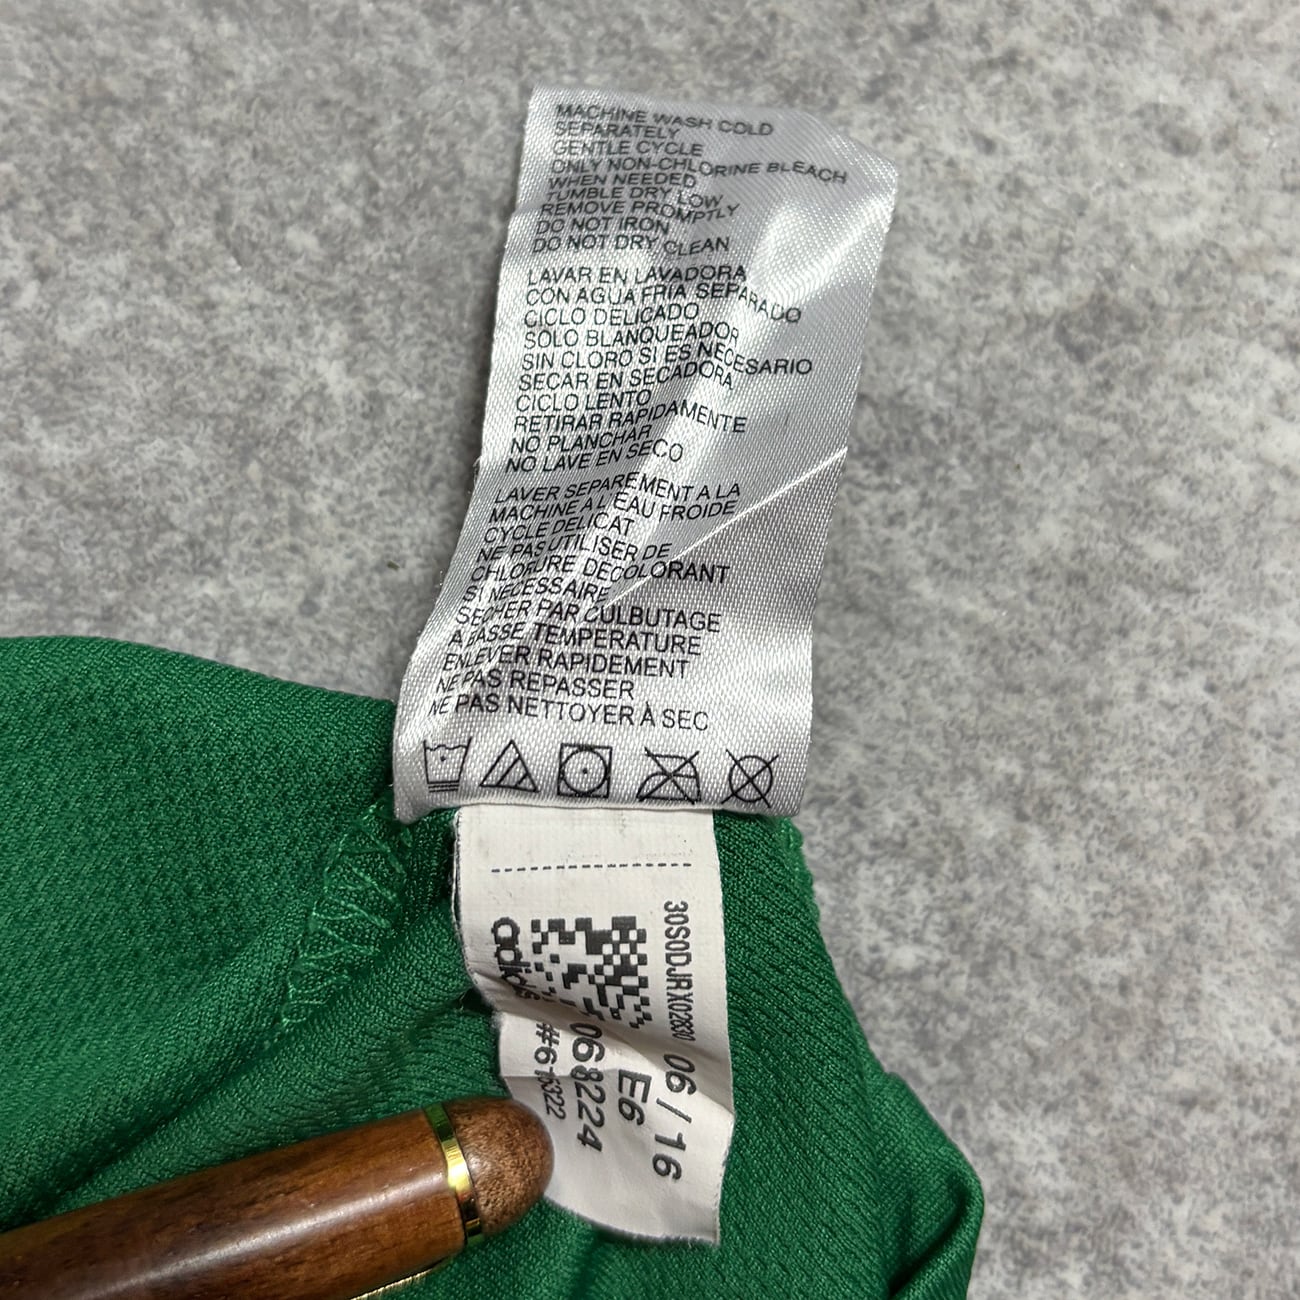 MACHINE WASH COLD
SEPARATELY
GENTLE CYCLE
ONLY NON-CHLORINE BLEACH
WHEN NEEDED
TUMBLE DRY LOW
REMOVE PROMPTLY
DO NOT IRON
DO NOT DRY CLEAN
LAVAR EN LAVADORA
CON AGUA FRIA SEPARADO
CICLO DELICADO
SOLO BLANQUEADOR
SIN CLORO SI ES NECESARIO
SECAR EN SECADORA
CICLO LENTO
RETIRAR RAPIDAMENTE
NO PLANCHAR
NO LAVE EN SECO
LAVER SEPAREMENT A LA
MACHINE A L'EAU FROIDE
CYCLE DELICAT
NE PAS UTILISER DE
CHLORURE DECOLORANT
SI NECESSAIRE
SECHER PAR CULBUTAGE
A BASSE TEMPERATURE
ENLEVER RAPIDEMENT
NE PAS REPASSER
NE PAS NETTOYER À SEC
30S0DJRX02630
06/16
E6
068224
adidas